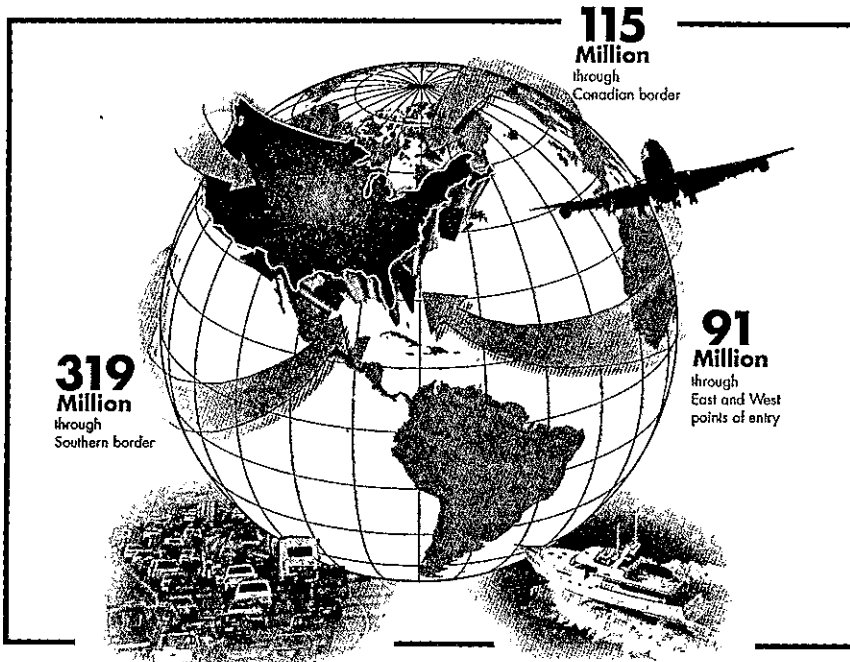 115
Million
through
Canadian border
91
Million
through
East and West
points of entry
319
Million
through
Southern border